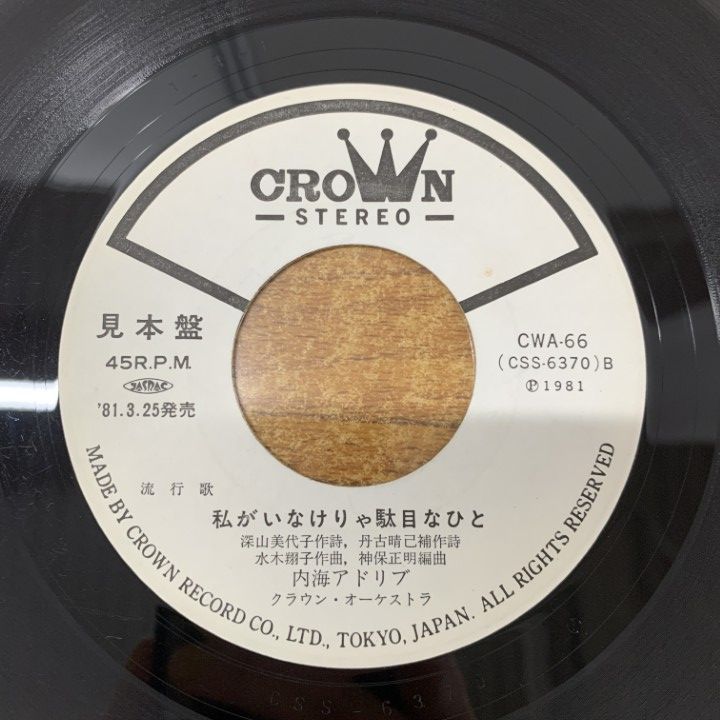 CROWN
STEREO
見本盤
45R.P.M.
JASRAC
'81.3.25発売
CWA-66
(CSS-6370)B
Ⓟ1981
流行歌
私がいなけりゃ駄目なひと
深山美代子作詩, 丹古晴己補作詩
水木翔子作曲, 神保正明編曲
内海アドリブ
クラウン・オーケストラ
MADE BY CROWN RECORD CO., LTD., TOKYO, JAPAN. ALL RIGHTS RESERVED